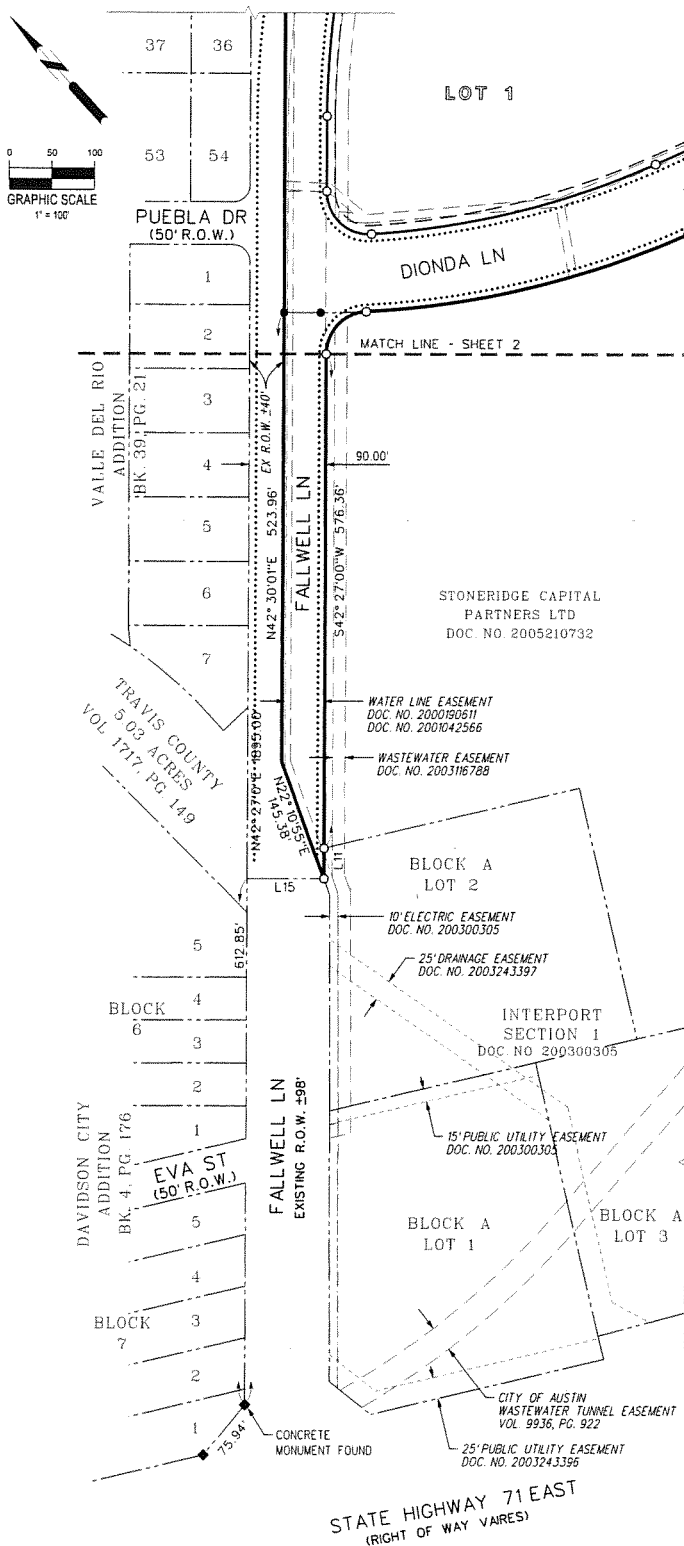 37
36
LOT 1
53
54
0 50 100
GRAPHIC SCALE
1" = 100'
PUEBLA DR
(50' R.O.W.)
DIONDA LN
1
2
MATCH LINE - SHEET 2
VALLE DEL RIO
ADDITION
BK. 39, PG. 21
3
4
5
6
7
EX R.O.W. ±40'
90.00'
N42° 30'01"E 523.96'
FALLWELL LN
S42° 27'00"W 576.36'
STONERIDGE CAPITAL
PARTNERS LTD
DOC. NO. 2005210732
TRAVIS COUNTY
5.03 ACRES
VOL 1717, PG. 149
WATER LINE EASEMENT
DOC. NO. 2000190611
DOC. NO. 2001042566
WASTEWATER EASEMENT
DOC. NO. 2003116788
N22° 10'55"E
145.38'
L11
L15
BLOCK A
LOT 2
10' ELECTRIC EASEMENT
DOC. NO. 200300305
612.85'
25' DRAINAGE EASEMENT
DOC. NO. 2003243397
5
4
3
2
1
BLOCK
6
INTERPORT
SECTION 1
DOC. NO 200300305
15' PUBLIC UTILITY EASEMENT
DOC. NO. 200300305
DAVIDSON CITY
ADDITION
BK. 4, PG. 176
EVA ST
(50' R.O.W.)
FALLWELL LN
EXISTING R.O.W. ±98'
BLOCK A
LOT 1
BLOCK A
LOT 3
5
4
3
2
1
BLOCK
7
75.94'
CONCRETE
MONUMENT FOUND
CITY OF AUSTIN
WASTEWATER TUNNEL EASEMENT
VOL. 9936, PG. 922
25' PUBLIC UTILITY EASEMENT
DOC. NO. 2003243396
STATE HIGHWAY 71 EAST
(RIGHT OF WAY VAIRES)